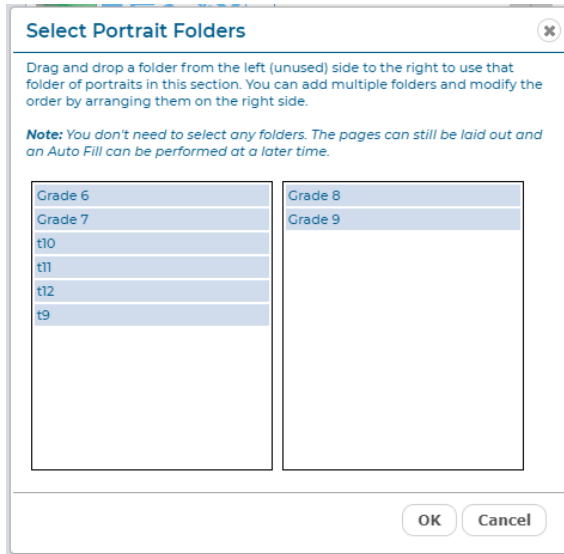 Select Portrait Folders
Drag and drop a folder from the left (unused) side to the right to use that
folder of portraits in this section. You can add multiple folders and modify the
order by arranging them on the right side.
Note: You don't need to select any folders. The pages can still be laid out and
an Auto Fill can be performed at a later time.
Grade 6
Grade 7
t10
t11
t12
t9
Grade 8
Grade 9
OK
Cancel